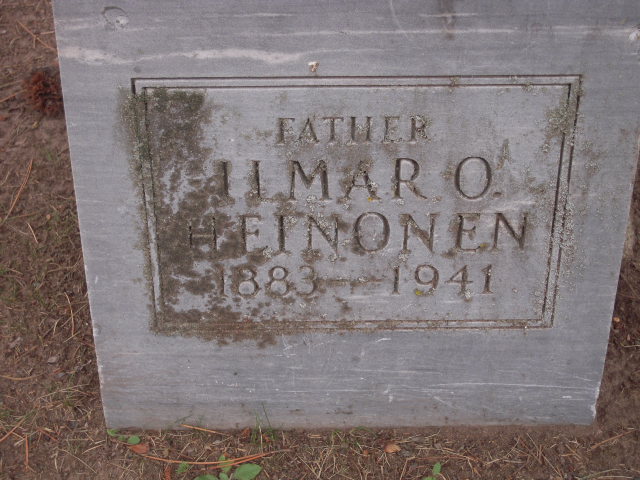 FATHER
ILMAR O.
HEINONEN
1883 — 1941